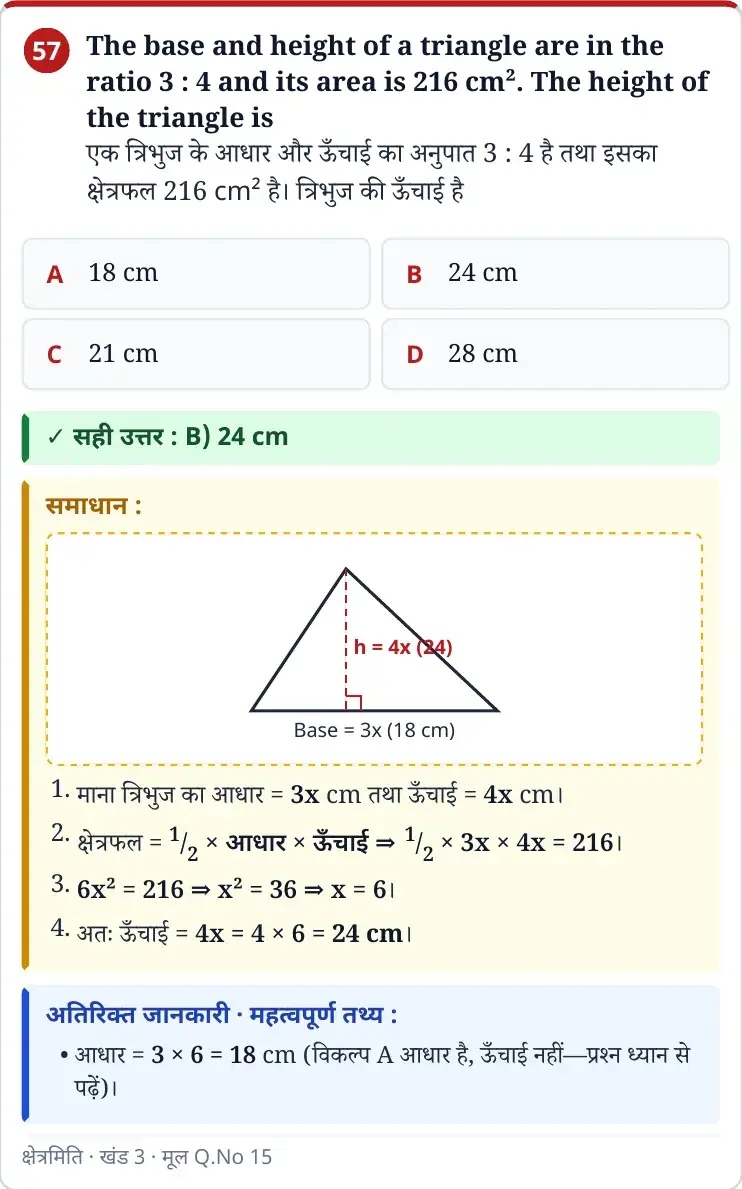 57 The base and height of a triangle are in the
ratio 3 : 4 and its area is 216 cm². The height of
the triangle is
एक त्रिभुज के आधार और ऊँचाई का अनुपात 3 : 4 है तथा इसका
क्षेत्रफल 216 cm² है। त्रिभुज की ऊँचाई है
A 18 cm
B 24 cm
C 21 cm
D 28 cm
✓ सही उत्तर : B) 24 cm
समाधान :
h = 4x (24)
Base = 3x (18 cm)
1. माना त्रिभुज का आधार = 3x cm तथा ऊँचाई = 4x cm।
2. क्षेत्रफल = 1/2 × आधार × ऊँचाई ⇒ 1/2 × 3x × 4x = 216।
3. 6x² = 216 ⇒ x² = 36 ⇒ x = 6।
4. अतः ऊँचाई = 4x = 4 × 6 = 24 cm।
अतिरिक्त जानकारी · महत्वपूर्ण तथ्य :
• आधार = 3 × 6 = 18 cm (विकल्प A आधार है, ऊँचाई नहीं—प्रश्न ध्यान से
पढ़ें)।
क्षेत्रमिति · खंड 3 · मूल Q.No 15